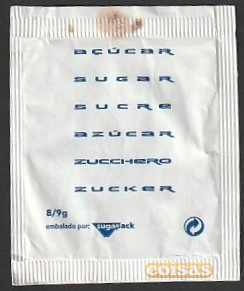 AÇÚCAR
SUGAR
SUCRE
AZÚCAR
ZUCCHERO
ZUCKER
8/9g
embalado por: sugarpack
coisas